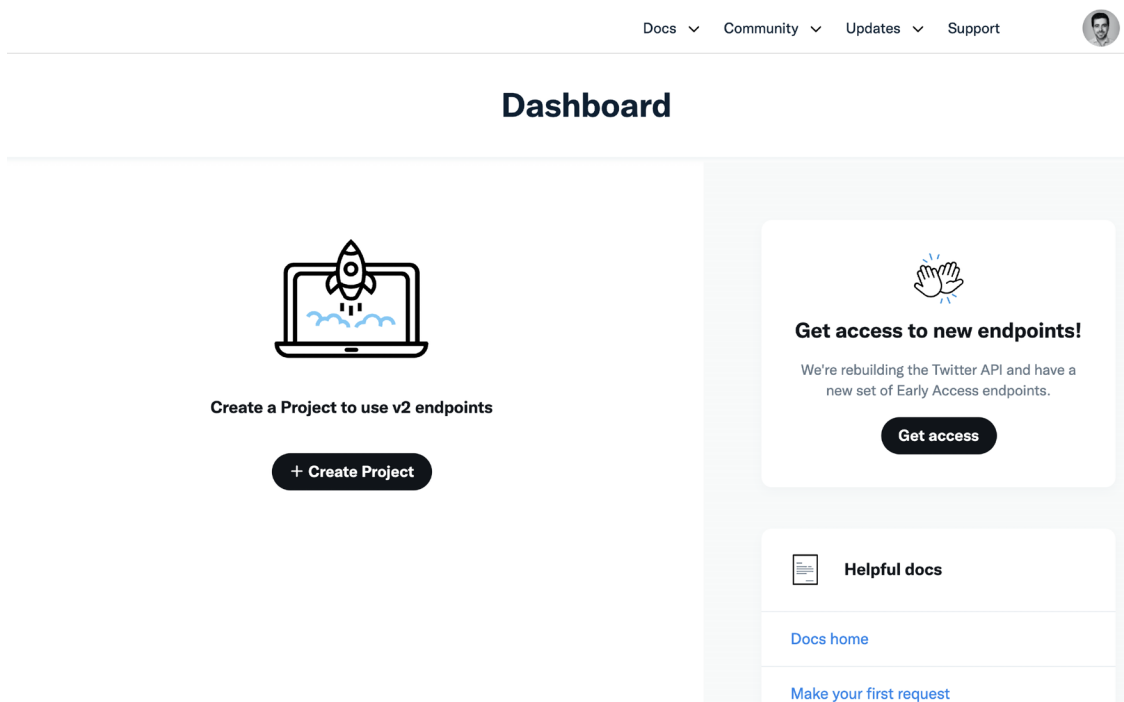 Docs Community Updates Support
Dashboard
Create a Project to use v2 endpoints
+ Create Project
Get access to new endpoints!
We're rebuilding the Twitter API and have a
new set of Early Access endpoints.
Get access
Helpful docs
Docs home
Make your first request